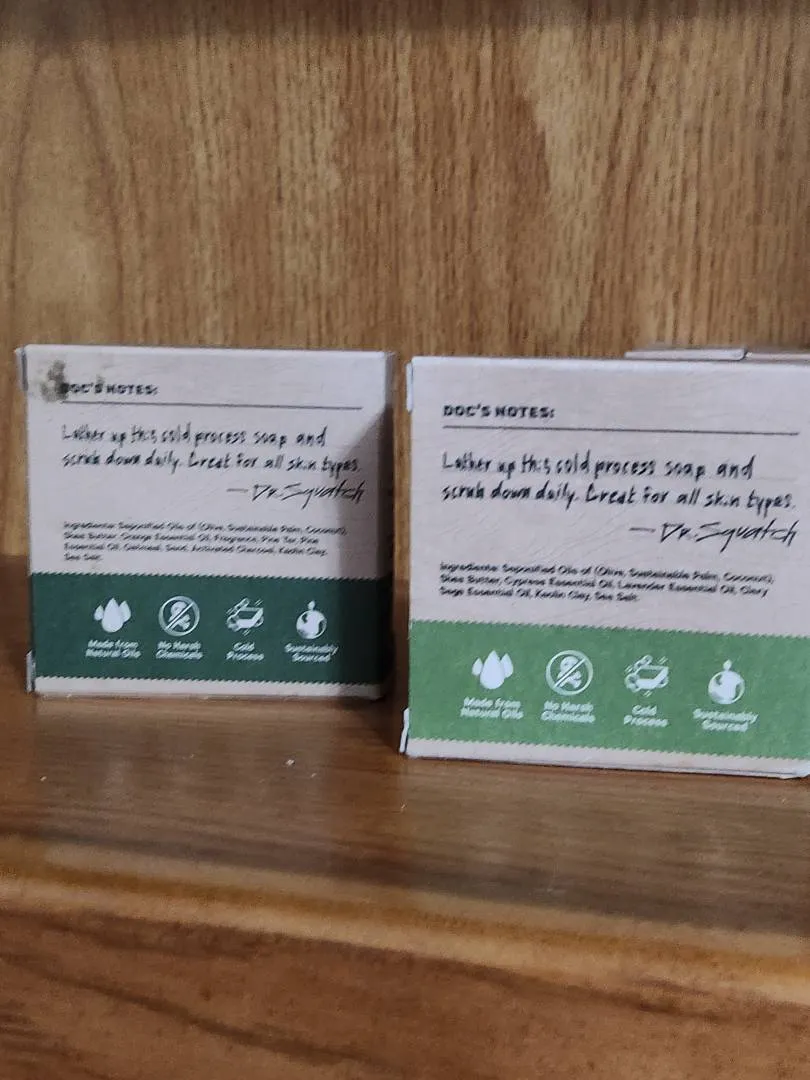 DOC'S NOTES:
Lather up this cold process soap and
scrub down daily. Great for all skin types.
— Dr. Squatch
Ingredients: Saponified Oils of (Olive, Sustainable Palm, Coconut),
Shea Butter, Orange Essential Oil, Fragrance, Pine Tar, Pine
Essential Oil, Oatmeal, Sand, Activated Charcoal, Kaolin Clay,
Sea Salt.
Made from
Natural Oils
No Harsh
Chemicals
Cold
Process
Sustainably
Sourced
DOC'S NOTES:
Lather up this cold process soap and
scrub down daily. Great for all skin types.
— Dr. Squatch
Ingredients: Saponified Oils of (Olive, Sustainable Palm, Coconut),
Shea Butter, Cypress Essential Oil, Lavender Essential Oil, Clary
Sage Essential Oil, Kaolin Clay, Sea Salt.
Made from
Natural Oils
No Harsh
Chemicals
Cold
Process
Sustainably
Sourced